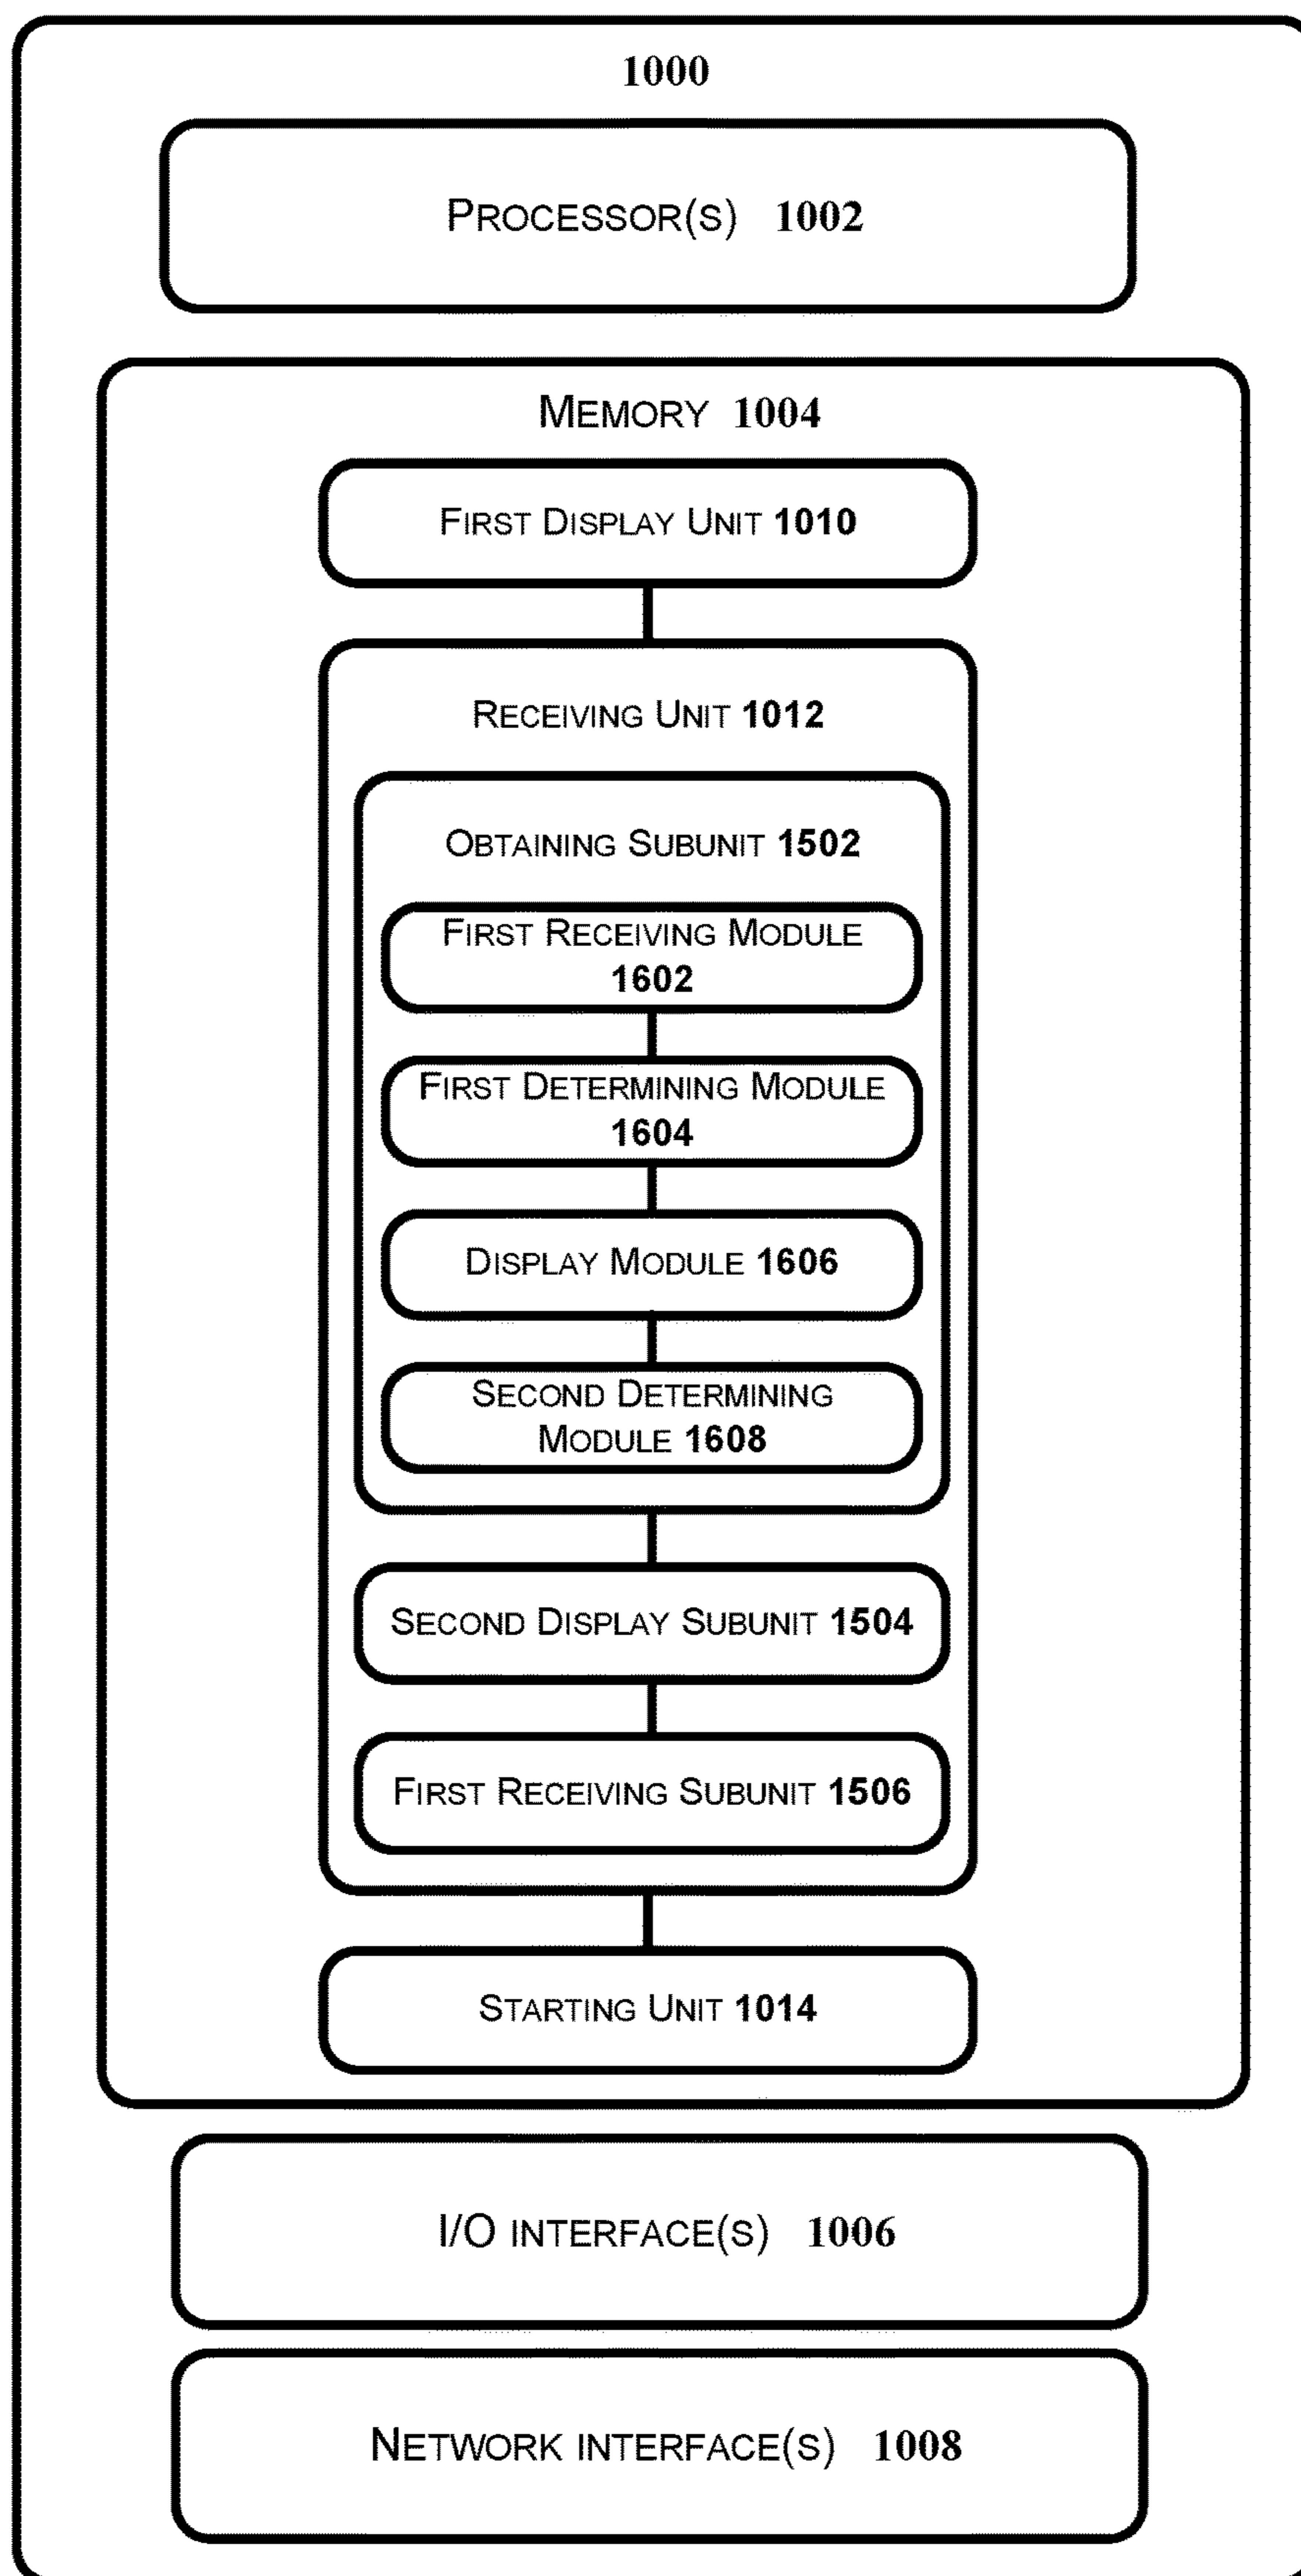 1000
PROCESSOR(S) 1002
MEMORY 1004
FIRST DISPLAY UNIT 1010
RECEIVING UNIT 1012
OBTAINING SUBUNIT 1502
FIRST RECEIVING MODULE
1602
FIRST DETERMINING MODULE
1604
DISPLAY MODULE 1606
SECOND DETERMINING
MODULE 1608
SECOND DISPLAY SUBUNIT 1504
FIRST RECEIVING SUBUNIT 1506
STARTING UNIT 1014
I/O INTERFACE(S) 1006
NETWORK INTERFACE(S) 1008